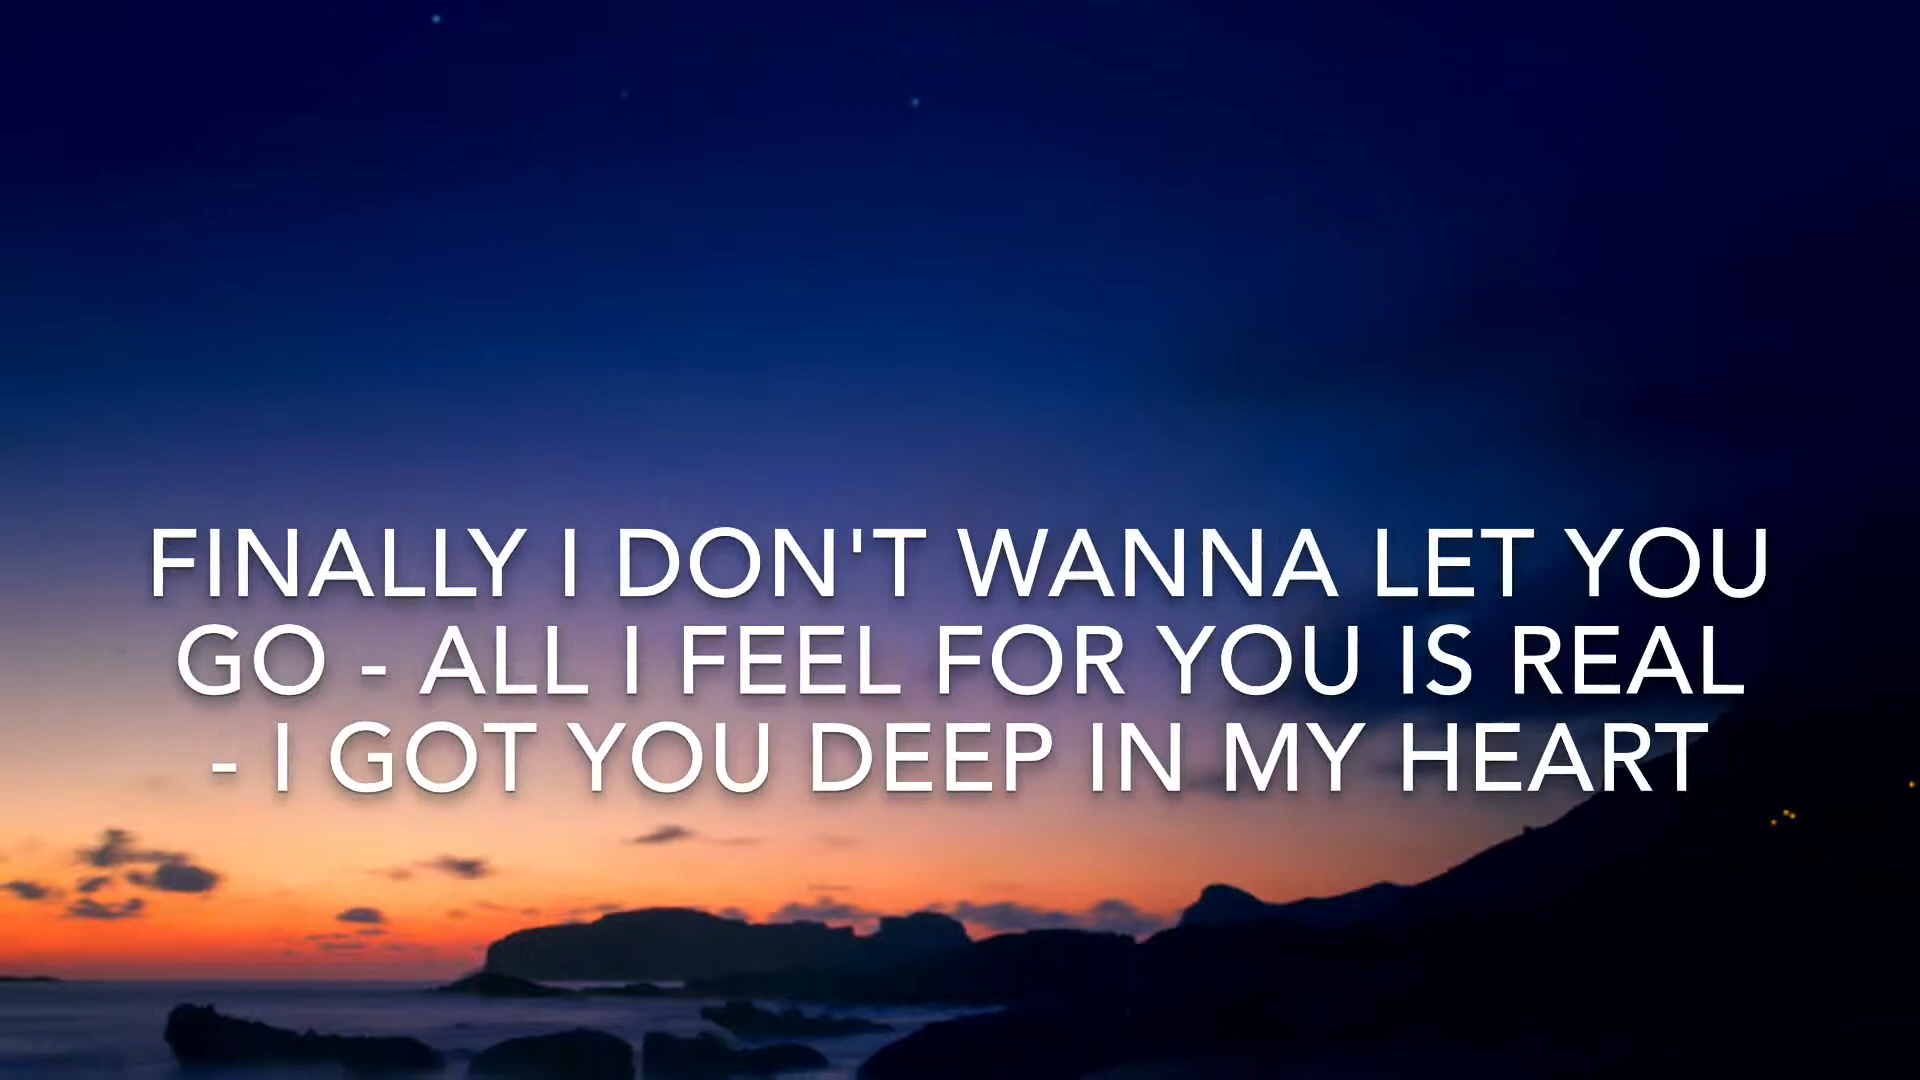 FINALLY I DON'T WANNA LET YOU
GO - ALL I FEEL FOR YOU IS REAL
- I GOT YOU DEEP IN MY HEART